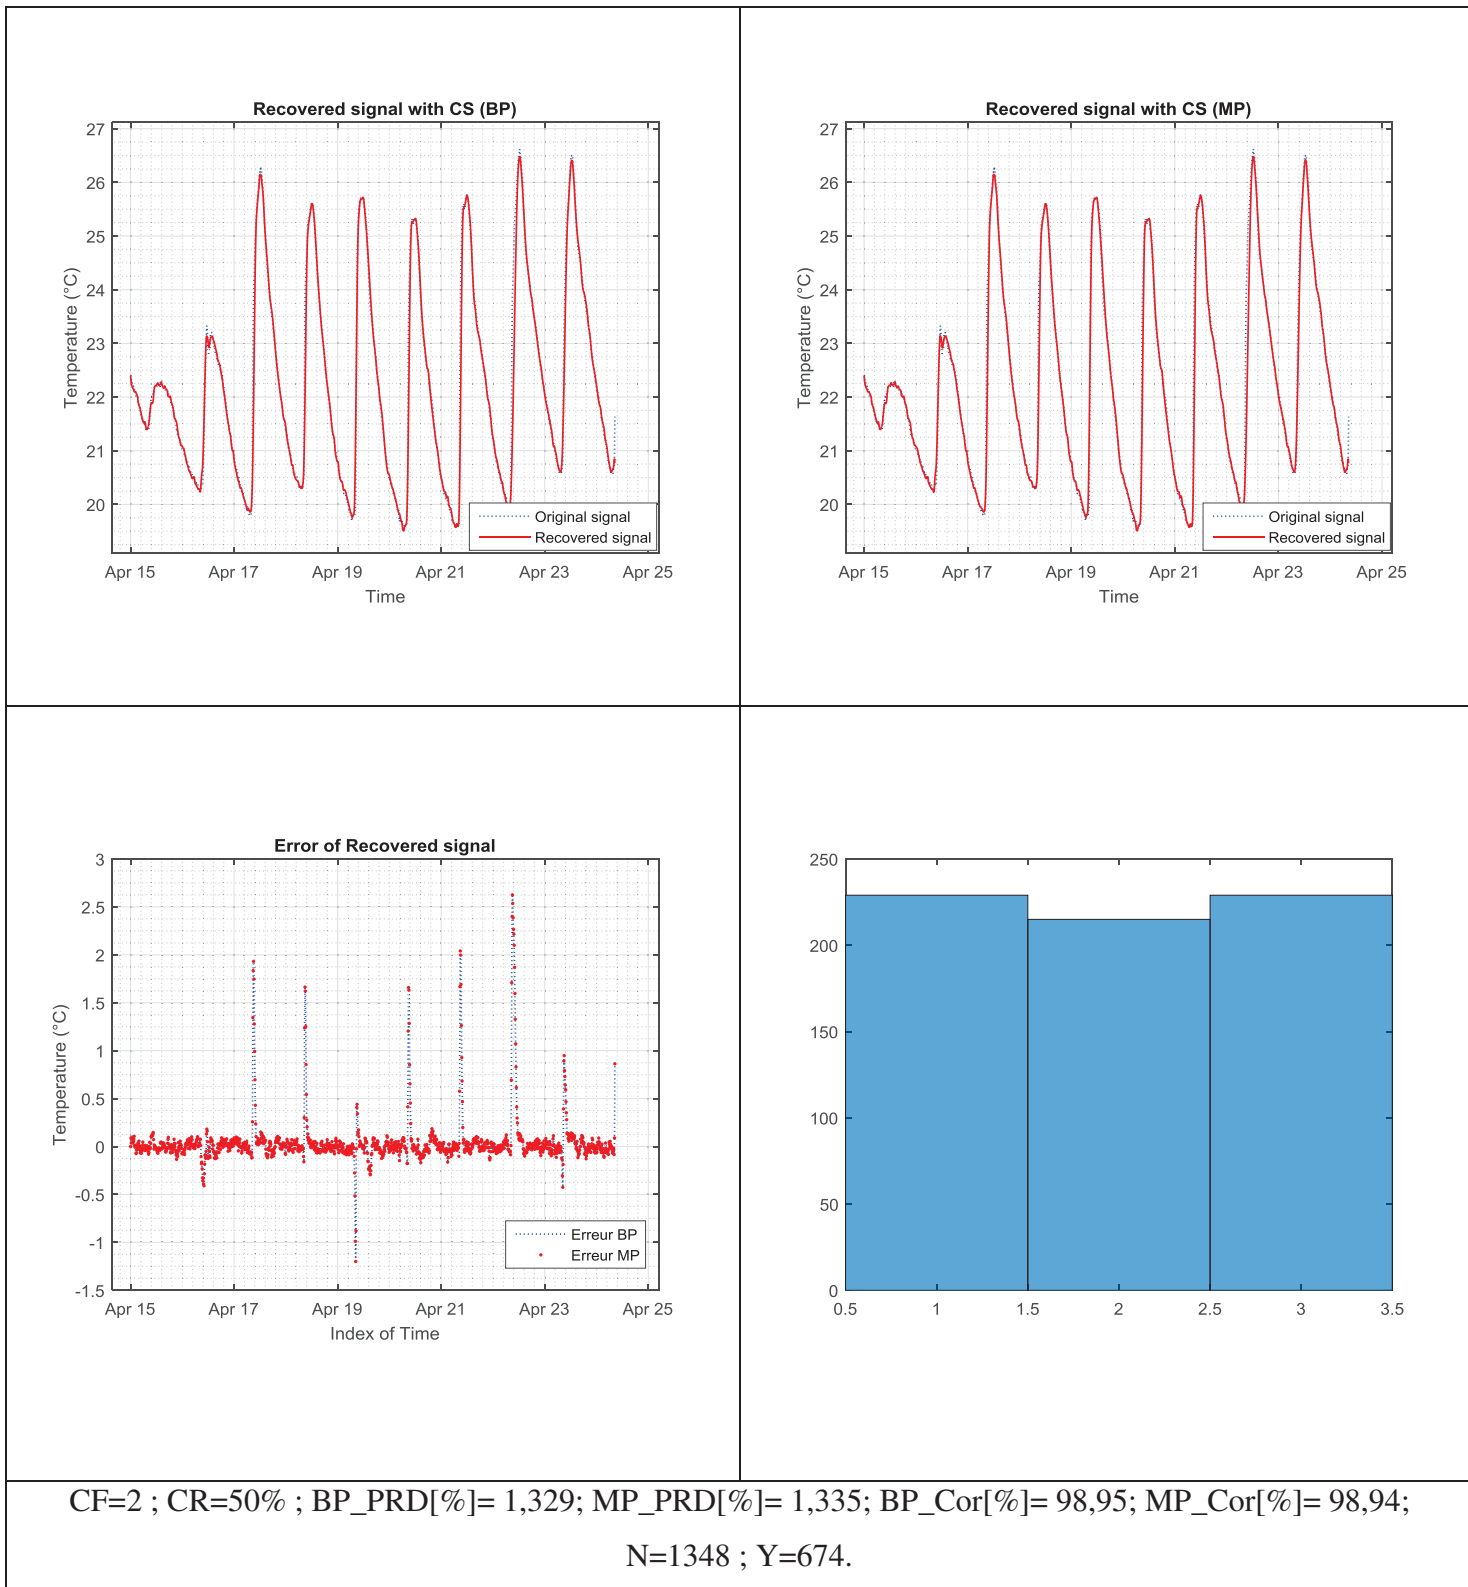 Recovered signal with CS (BP)
27
26
25
24
23
22
21
20
Temperature (°C)
Original signal
Recovered signal
Apr 15 Apr 17 Apr 19 Apr 21 Apr 23 Apr 25
Time
Recovered signal with CS (MP)
27
26
25
24
23
22
21
20
Temperature (°C)
Original signal
Recovered signal
Apr 15 Apr 17 Apr 19 Apr 21 Apr 23 Apr 25
Time
Error of Recovered signal
3
2.5
2
1.5
1
0.5
0
-0.5
-1
-1.5
Temperature (°C)
Erreur BP
Erreur MP
Apr 15 Apr 17 Apr 19 Apr 21 Apr 23 Apr 25
Index of Time
250
200
150
100
50
0
0.5 1 1.5 2 2.5 3 3.5
CF=2 ; CR=50% ; BP_PRD[%]= 1,329; MP_PRD[%]= 1,335; BP_Cor[%]= 98,95; MP_Cor[%]= 98,94;
N=1348 ; Y=674.